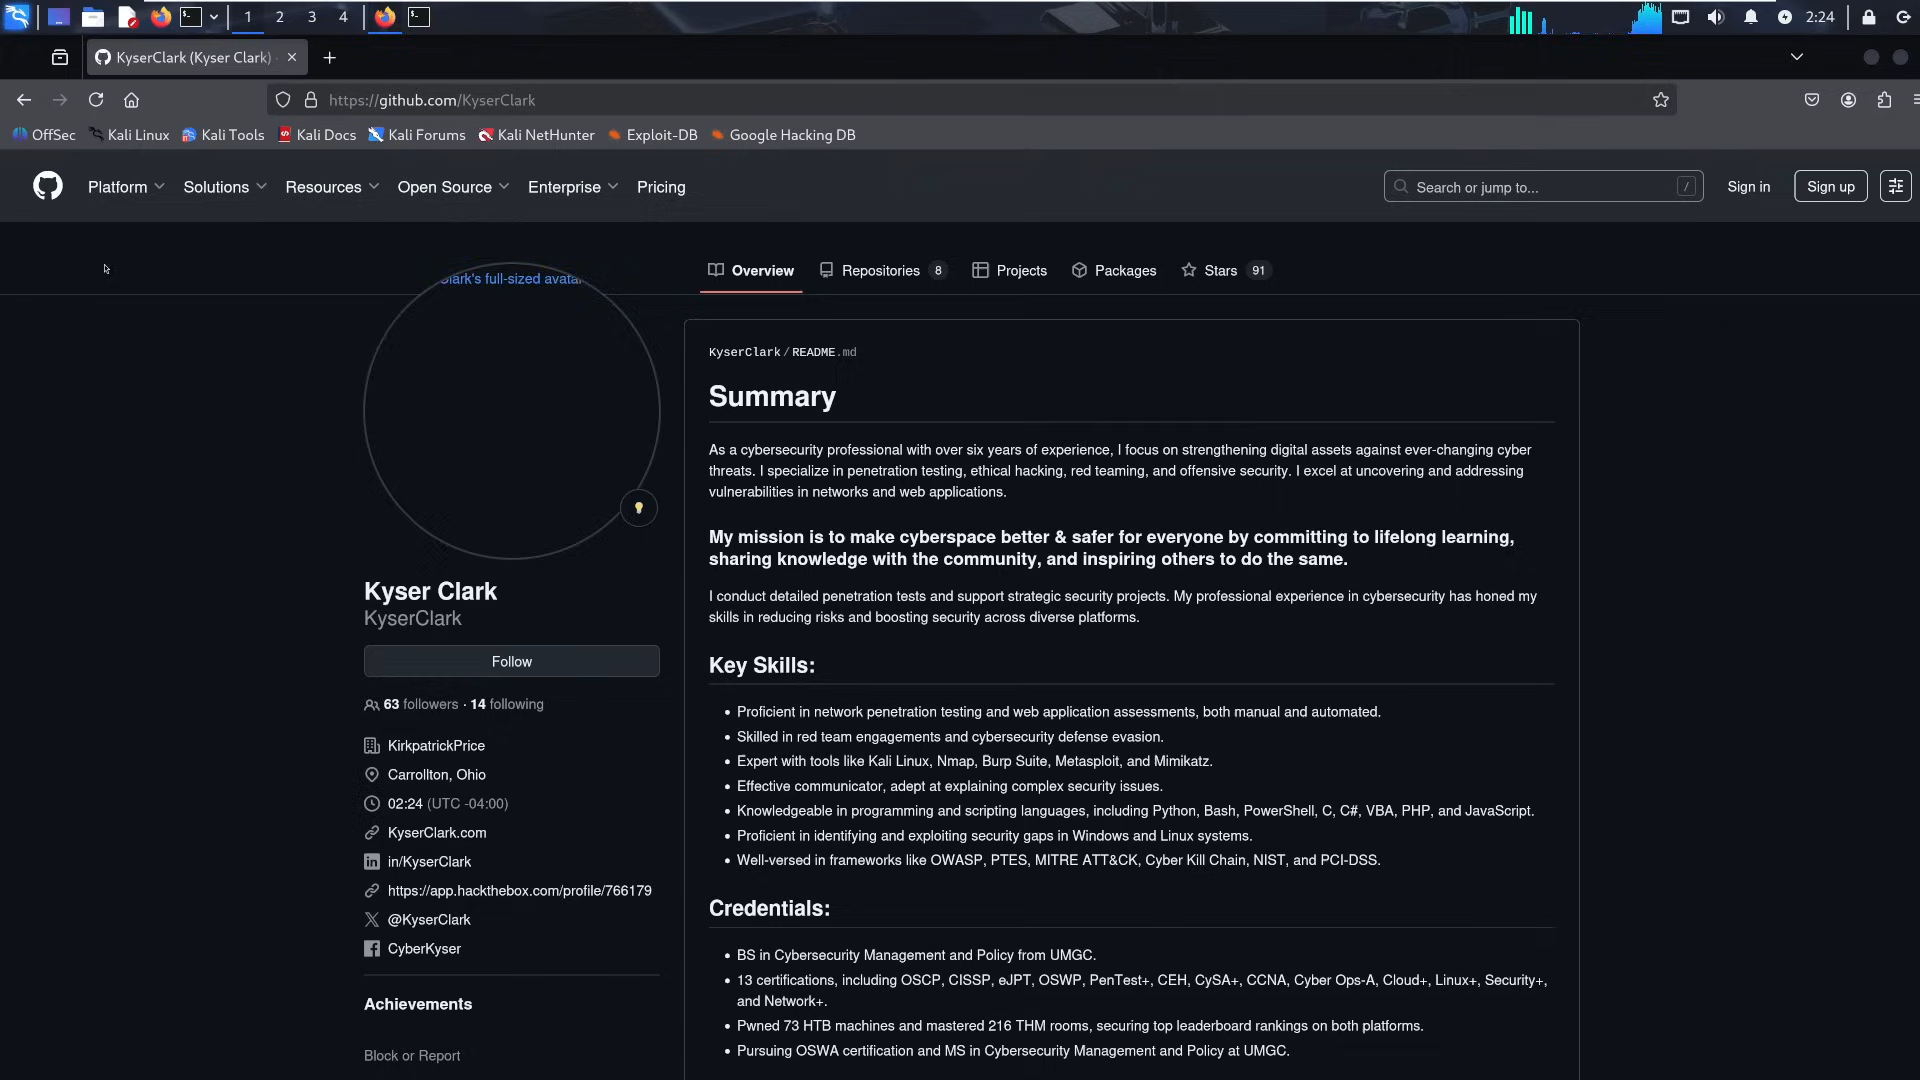 1 2 3 4 2:24
KyserClark (Kyser Clark)
https://github.com/KyserClark
OffSec Kali Linux Kali Tools Kali Docs Kali Forums Kali NetHunter Exploit-DB Google Hacking DB
Platform Solutions Resources Open Source Enterprise Pricing Search or jump to... / Sign in Sign up
Clark's full-sized avatar
Overview Repositories 8 Projects Packages Stars 91
KyserClark/README.md
Summary
As a cybersecurity professional with over six years of experience, I focus on strengthening digital assets against ever-changing cyber
threats. I specialize in penetration testing, ethical hacking, red teaming, and offensive security. I excel at uncovering and addressing
vulnerabilities in networks and web applications.
My mission is to make cyberspace better & safer for everyone by committing to lifelong learning,
sharing knowledge with the community, and inspiring others to do the same.
I conduct detailed penetration tests and support strategic security projects. My professional experience in cybersecurity has honed my
skills in reducing risks and boosting security across diverse platforms.
Key Skills:
• Proficient in network penetration testing and web application assessments, both manual and automated.
• Skilled in red team engagements and cybersecurity defense evasion.
• Expert with tools like Kali Linux, Nmap, Burp Suite, Metasploit, and Mimikatz.
• Effective communicator, adept at explaining complex security issues.
• Knowledgeable in programming and scripting languages, including Python, Bash, PowerShell, C, C#, VBA, PHP, and JavaScript.
• Proficient in identifying and exploiting security gaps in Windows and Linux systems.
• Well-versed in frameworks like OWASP, PTES, MITRE ATT&CK, Cyber Kill Chain, NIST, and PCI-DSS.
Credentials:
• BS in Cybersecurity Management and Policy from UMGC.
• 13 certifications, including OSCP, CISSP, eJPT, OSWP, PenTest+, CEH, CySA+, CCNA, Cyber Ops-A, Cloud+, Linux+, Security+,
and Network+.
• Pwned 73 HTB machines and mastered 216 THM rooms, securing top leaderboard rankings on both platforms.
• Pursuing OSWA certification and MS in Cybersecurity Management and Policy at UMGC.
Kyser Clark
KyserClark
Follow
63 followers · 14 following
KirkpatrickPrice
Carrollton, Ohio
02:24 (UTC -04:00)
KyserClark.com
in/KyserClark
https://app.hackthebox.com/profile/766179
@KyserClark
CyberKyser
Achievements
Block or Report